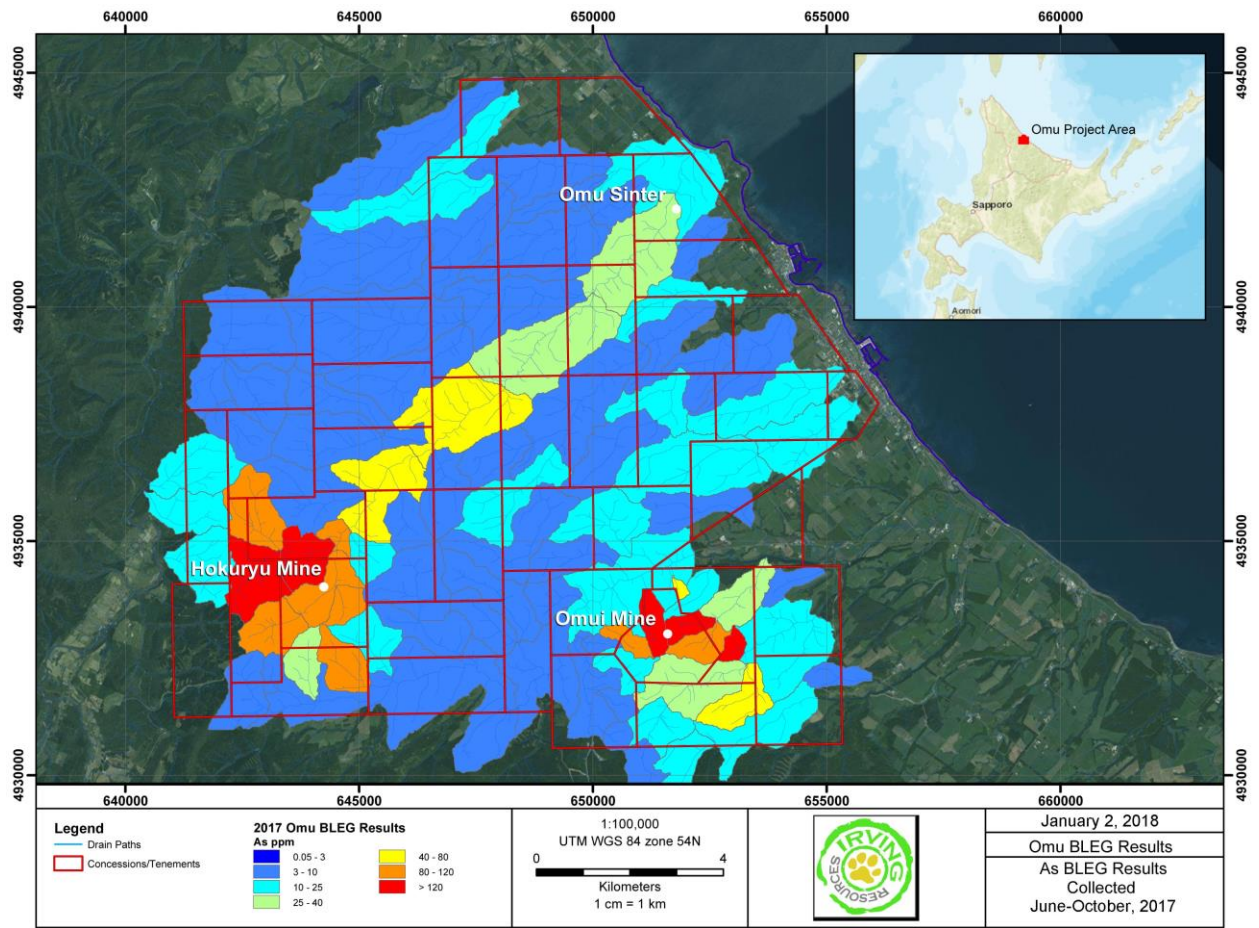 640000 645000 650000 655000 660000
4945000 4945000
Omu Project Area
Sapporo
Aomori
Omu Sinter
4940000 4940000
4935000 4935000
Hokuryu Mine
Omui Mine
4930000 4930000
640000 645000 650000 655000 660000
Legend
Drain Paths
Concessions/Tenements
2017 Omu BLEG Results
As ppm
0.05 - 3
3 - 10
10 - 25
25 - 40
40 - 80
80 - 120
> 120
1:100,000
UTM WGS 84 zone 54N
0 4
Kilometers
1 cm = 1 km
IRVING
RESOURCES
January 2, 2018
Omu BLEG Results
As BLEG Results
Collected
June-October, 2017